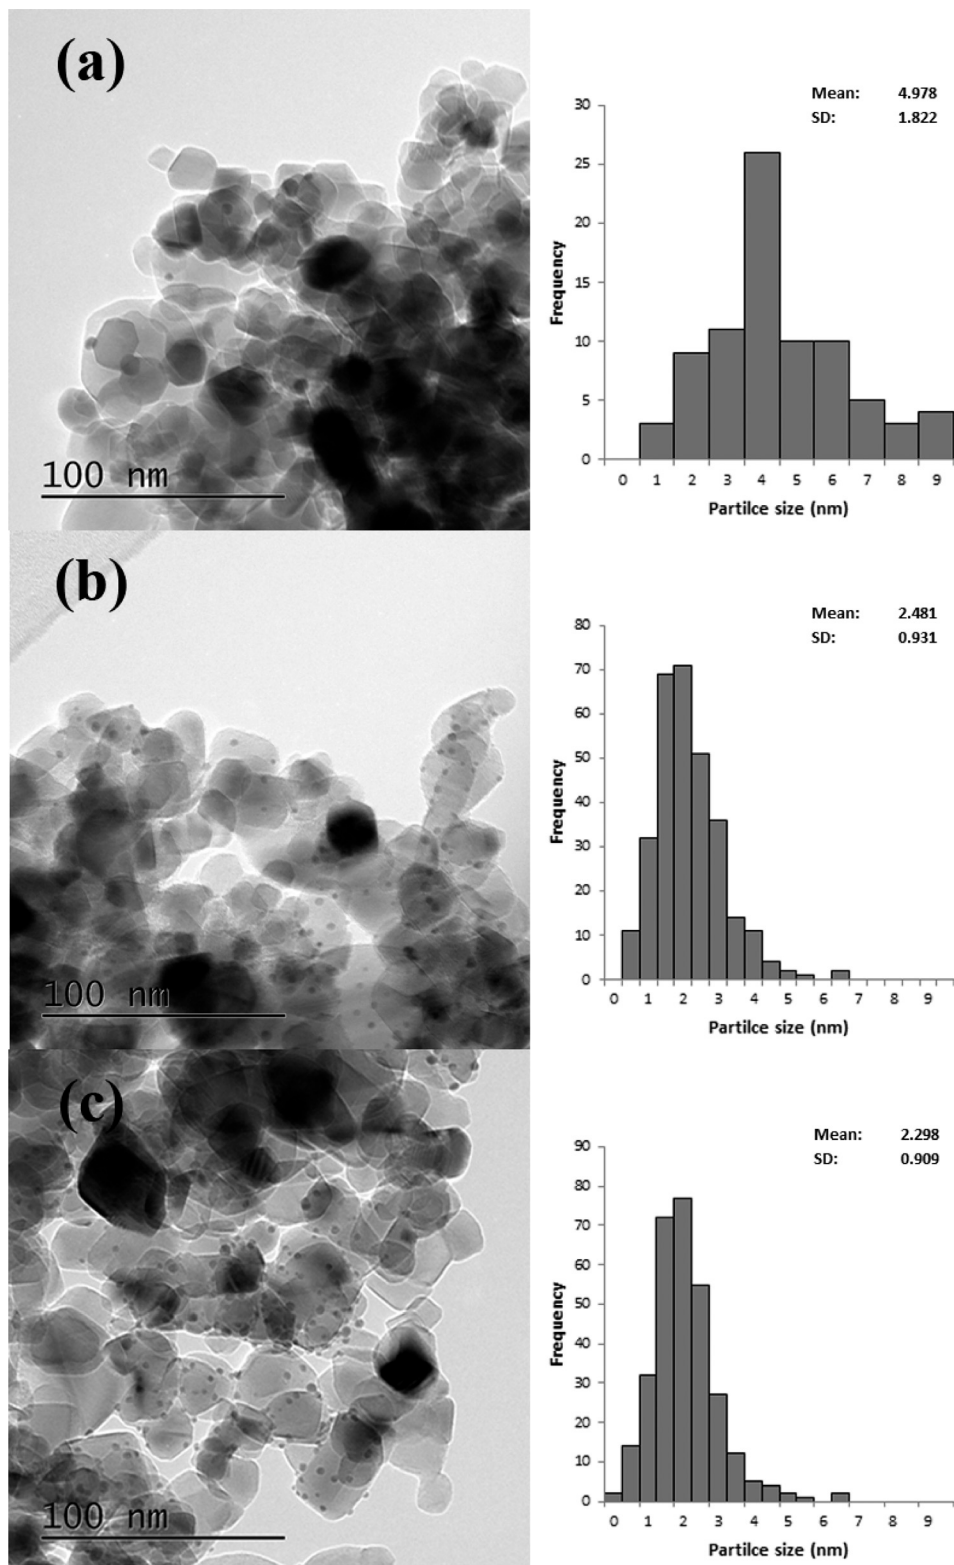 (a)
Mean: 4.978
SD: 1.822
30
25
20
15
10
5
0
Frequency
0 1 2 3 4 5 6 7 8 9
Partilce size (nm)
100 nm
(b)
Mean: 2.481
SD: 0.931
80
70
60
50
40
30
20
10
0
Frequency
0 1 2 3 4 5 6 7 8 9
Partilce size (nm)
100 nm
(c)
Mean: 2.298
SD: 0.909
90
80
70
60
50
40
30
20
10
0
Frequency
0 1 2 3 4 5 6 7 8 9
Partilce size (nm)
100 nm